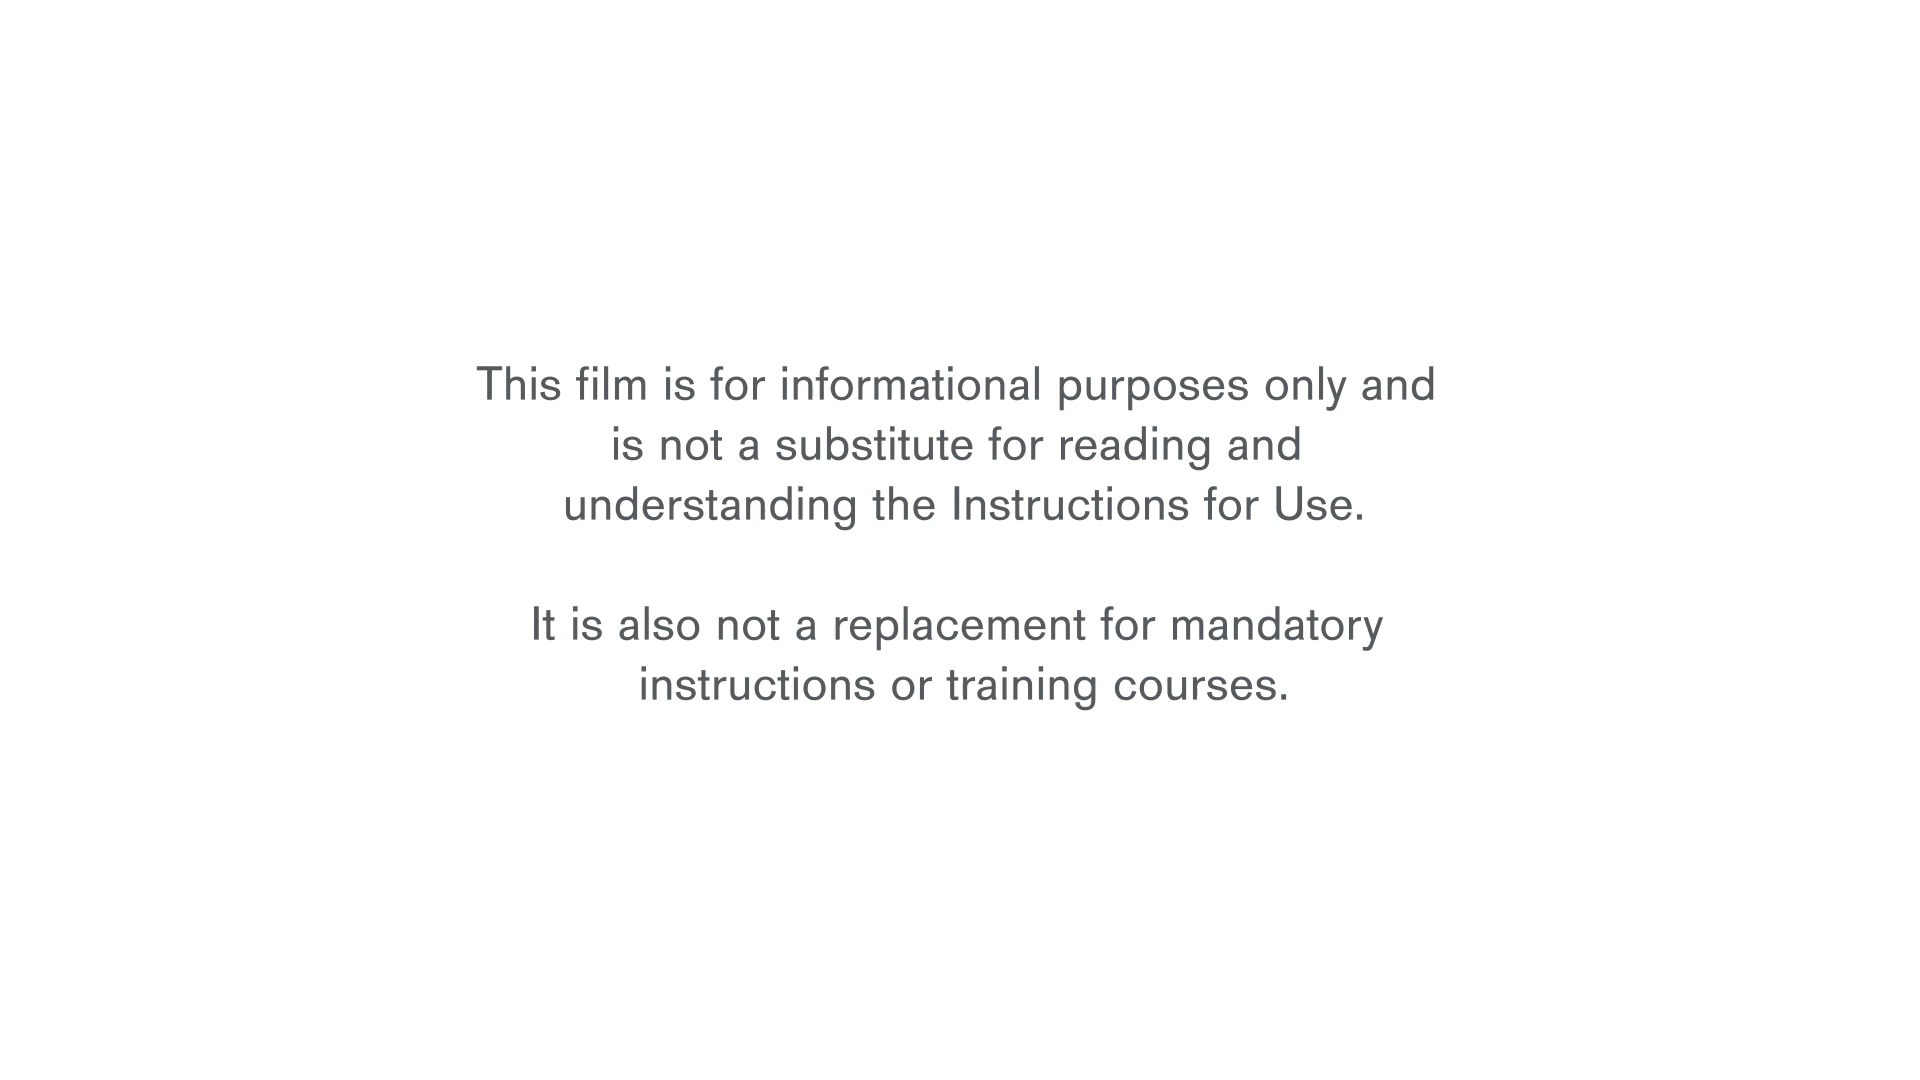 This film is for informational purposes only and
is not a substitute for reading and
understanding the Instructions for Use.
It is also not a replacement for mandatory
instructions or training courses.